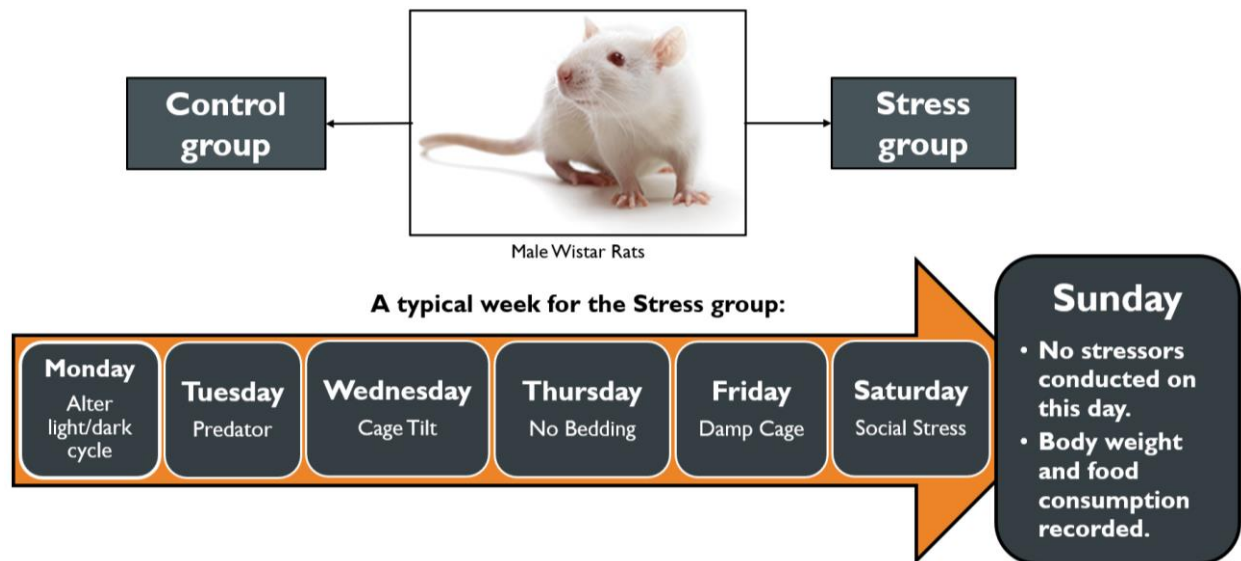 Control
group
Stress
group
Male Wistar Rats
A typical week for the Stress group:
Monday
Alter
light/dark
cycle
Tuesday
Predator
Wednesday
Cage Tilt
Thursday
No Bedding
Friday
Damp Cage
Saturday
Social Stress
Sunday
• No stressors
conducted on
this day.
• Body weight
and food
consumption
recorded.